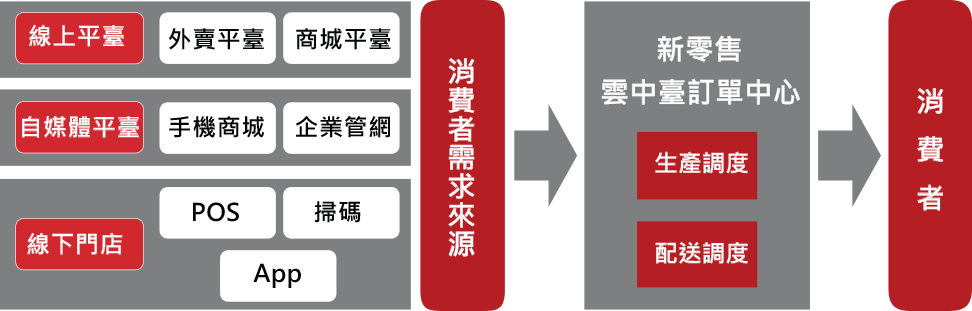 線上平臺
外賣平臺
商城平臺
自媒體平臺
手機商城
企業管網
線下門店
POS
掃碼
App
消費者需求來源
新零售
雲中臺訂單中心
生產調度
配送調度
消費者